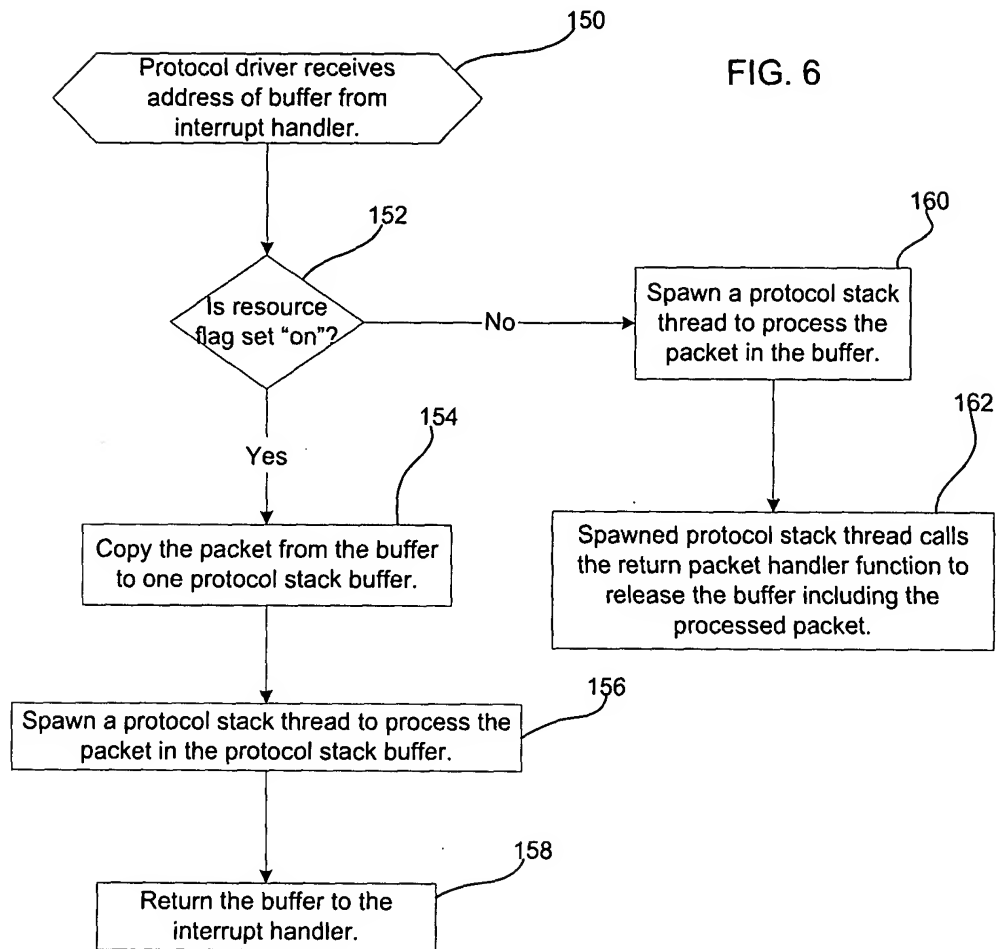 150
FIG. 6
Protocol driver receives
address of buffer from
interrupt handler.
152
Is resource
flag set "on"?
No
160
Spawn a protocol stack
thread to process the
packet in the buffer.
162
Spawned protocol stack thread calls
the return packet handler function to
release the buffer including the
processed packet.
Yes
154
Copy the packet from the buffer
to one protocol stack buffer.
156
Spawn a protocol stack thread to process the
packet in the protocol stack buffer.
158
Return the buffer to the
interrupt handler.